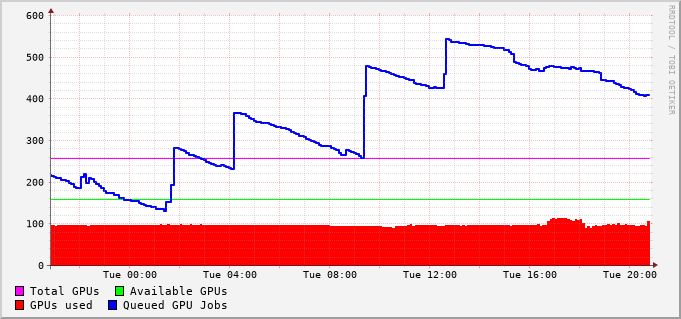 600
500
400
300
200
100
0
Tue 00:00 Tue 04:00 Tue 08:00 Tue 12:00 Tue 16:00 Tue 20:00
Total GPUs Available GPUs
GPUs used Queued GPU Jobs
RRDTOOL / TOBI OETIKER